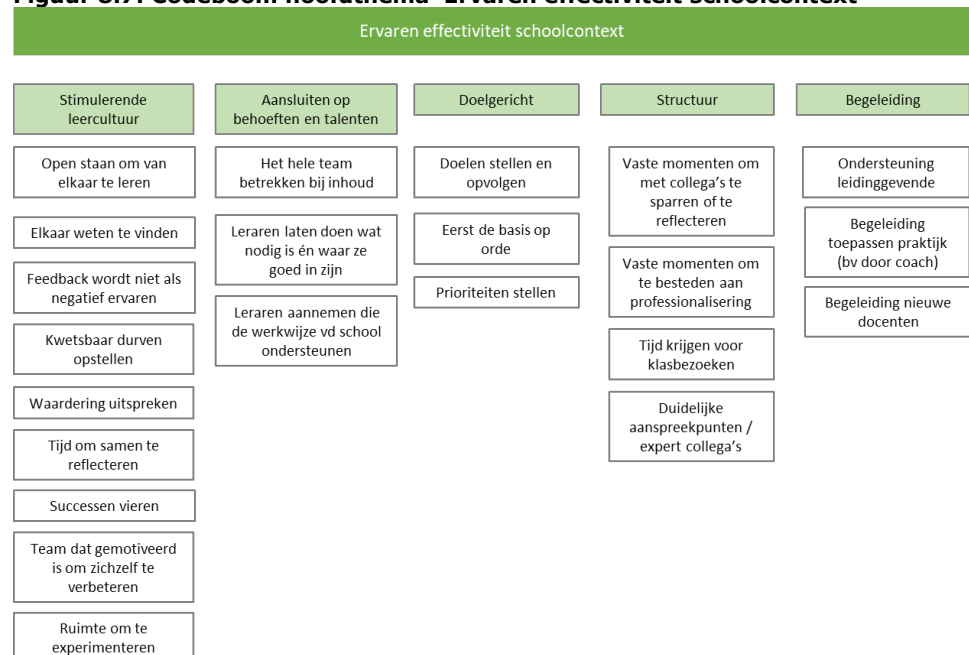 Ervaren effectiviteit schoolcontext
Stimulerende
leercultuur
Open staan om van
elkaar te leren
Elkaar weten te vinden
Feedback wordt niet als
negatief ervaren
Kwetsbaar durven
opstellen
Waardering uitspreken
Tijd om samen te
reflecteren
Successen vieren
Team dat gemotiveerd
is om zichzelf te
verbeteren
Ruimte om te
experimenteren
Aansluiten op
behoeften en talenten
Het hele team
betrekken bij inhoud
Leraren laten doen wat
nodig is én waar ze
goed in zijn
Leraren aannemen die
de werkwijze vd school
ondersteunen
Doelgericht
Doelen stellen en
opvolgen
Eerst de basis op
orde
Prioriteiten stellen
Structuur
Vaste momenten om
met collega's te
sparren of te
reflecteren
Vaste momenten om
te besteden aan
professionalisering
Tijd krijgen voor
klasbezoeken
Duidelijke
aanspreekpunten /
expert collega's
Begeleiding
Ondersteuning
leidinggevende
Begeleiding
toepassen praktijk
(bv door coach)
Begeleiding nieuwe
docenten